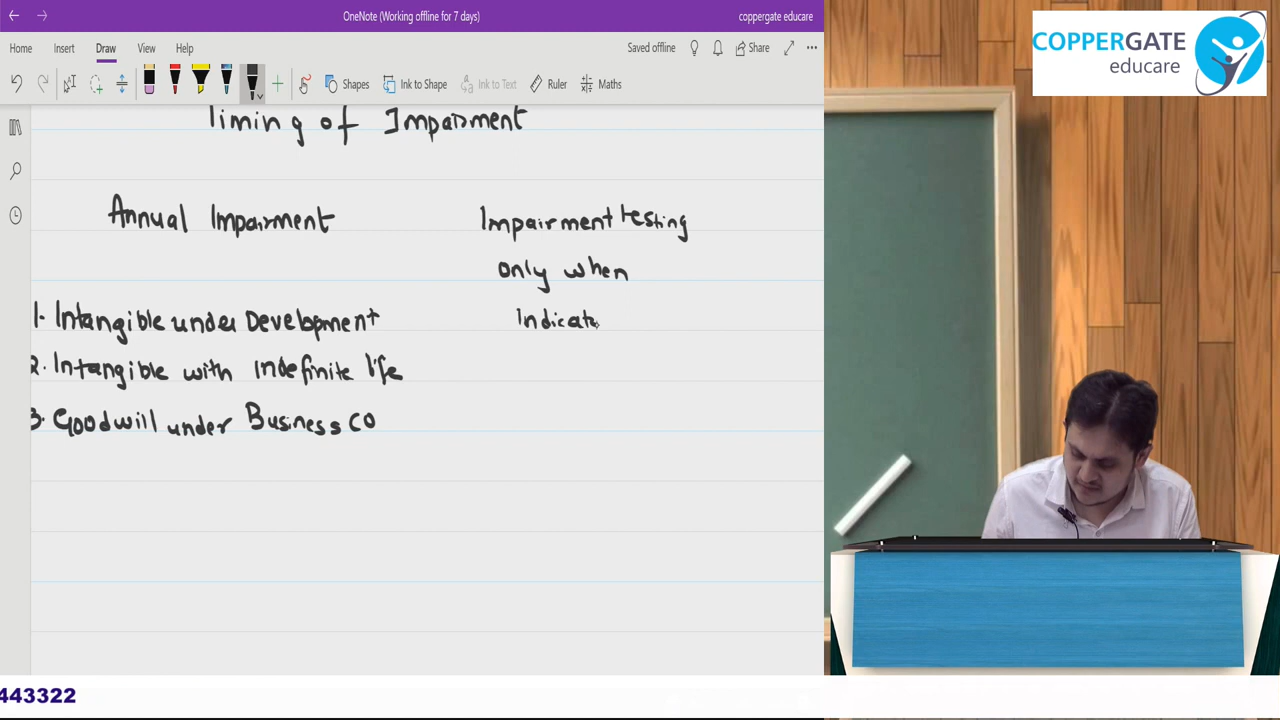 OneNote (Working offline for 7 days)
coppergate educare
Home Insert Draw View Help
Saved offline
Share
Shapes
Ink to Shape
Ink to Text
Ruler
Maths
COPPERGATE
educare
Timing of Impairment
Annual Impairment
Impairment testing
only when
indicato
1. Intangible under Development
2. Intangible with indefinite life
3. Goodwill under Business CO
443322